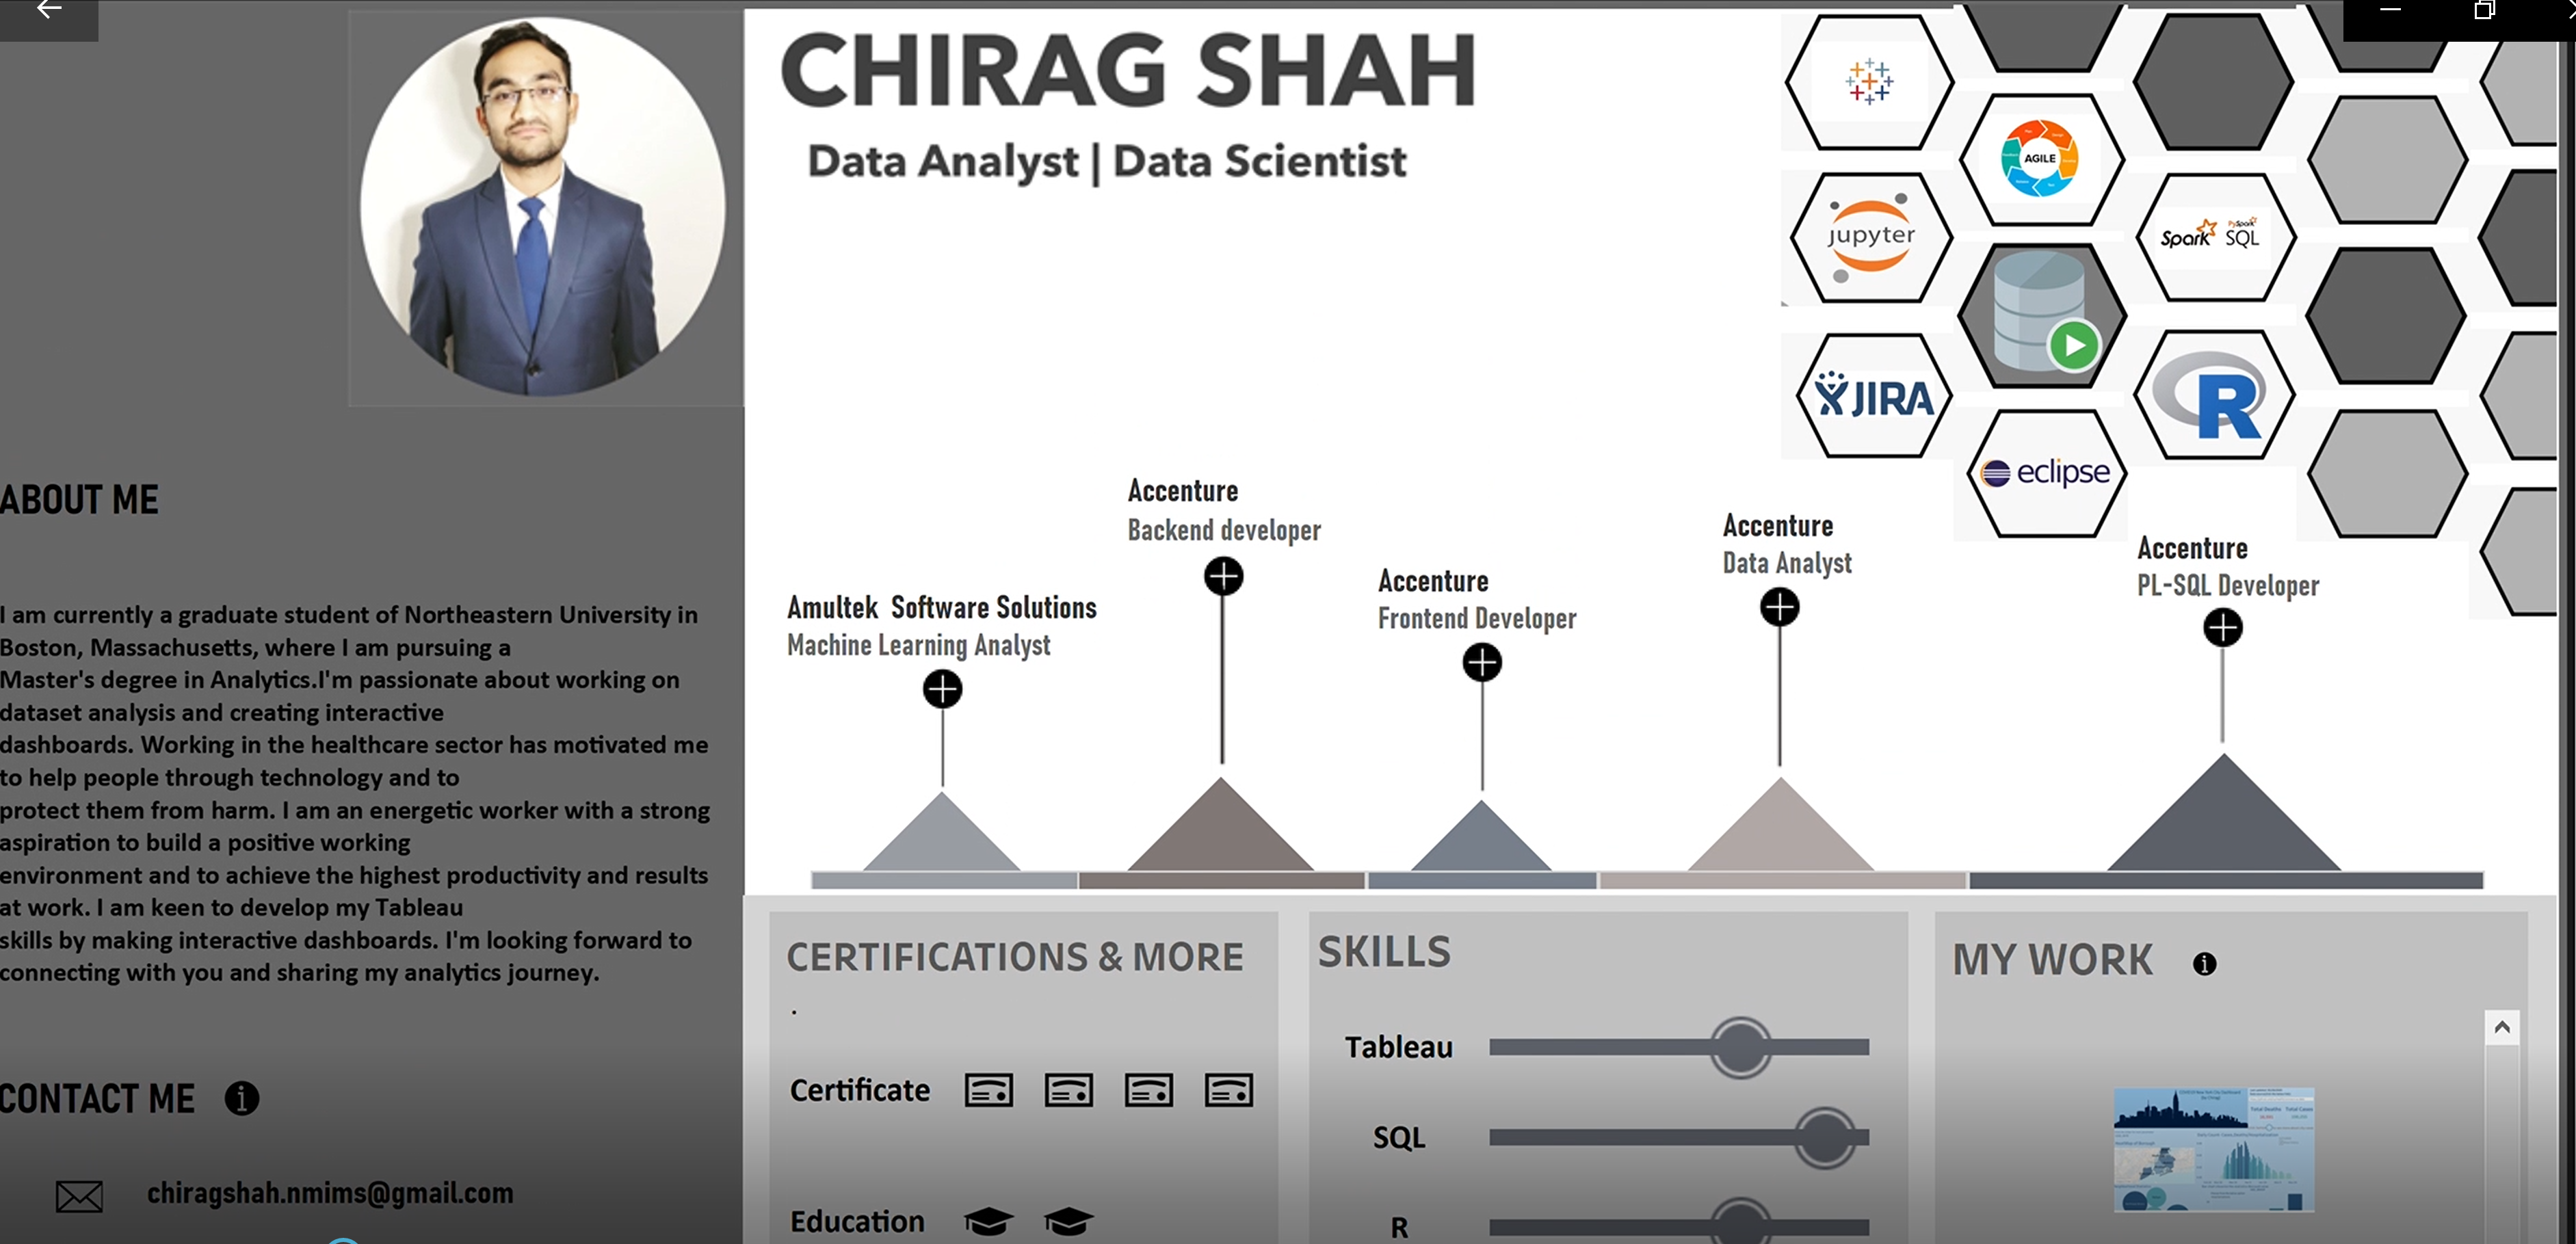 CHIRAG SHAH
Data Analyst | Data Scientist
AGILE
jupyter
Spark
PySpark
SQL
JIRA
R
eclipse
ABOUT ME
I am currently a graduate student of Northeastern University in
Boston, Massachusetts, where I am pursuing a
Master's degree in Analytics.I'm passionate about working on
dataset analysis and creating interactive
dashboards. Working in the healthcare sector has motivated me
to help people through technology and to
protect them from harm. I am an energetic worker with a strong
aspiration to build a positive working
environment and to achieve the highest productivity and results
at work. I am keen to develop my Tableau
skills by making interactive dashboards. I'm looking forward to
connecting with you and sharing my analytics journey.
CONTACT ME
chiragshah.nmims@gmail.com
Amultek Software Solutions
Machine Learning Analyst
Accenture
Backend developer
Accenture
Frontend Developer
Accenture
Data Analyst
Accenture
PL-SQL Developer
CERTIFICATIONS & MORE
.
Certificate
Education
SKILLS
Tableau
SQL
R
MY WORK
Total Deaths Total Cases